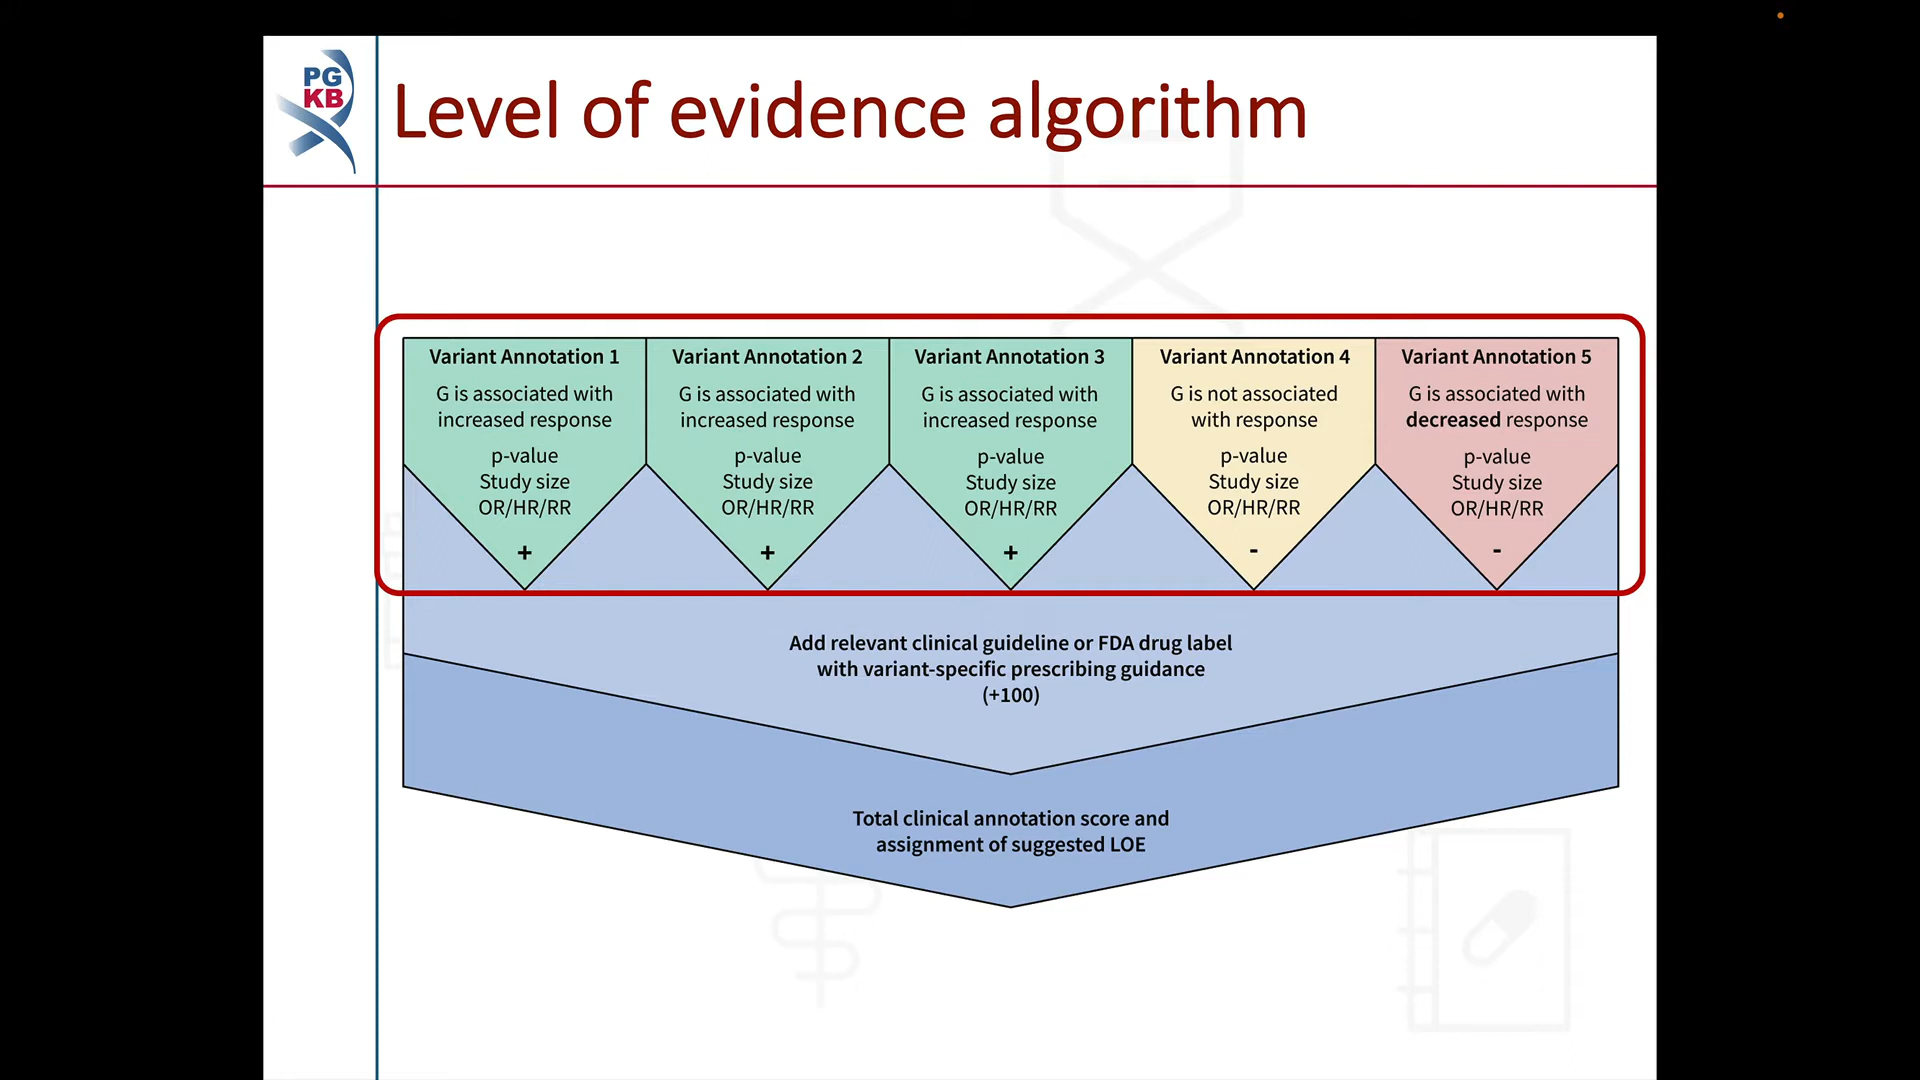 PG
KB
Level of evidence algorithm
Variant Annotation 1
G is associated with
increased response
p-value
Study size
OR/HR/RR
+
Variant Annotation 2
G is associated with
increased response
p-value
Study size
OR/HR/RR
+
Variant Annotation 3
G is associated with
increased response
p-value
Study size
OR/HR/RR
+
Variant Annotation 4
G is not associated
with response
p-value
Study size
OR/HR/RR
-
Variant Annotation 5
G is associated with
decreased response
p-value
Study size
OR/HR/RR
-
Add relevant clinical guideline or FDA drug label
with variant-specific prescribing guidance
(+100)
Total clinical annotation score and
assignment of suggested LOE